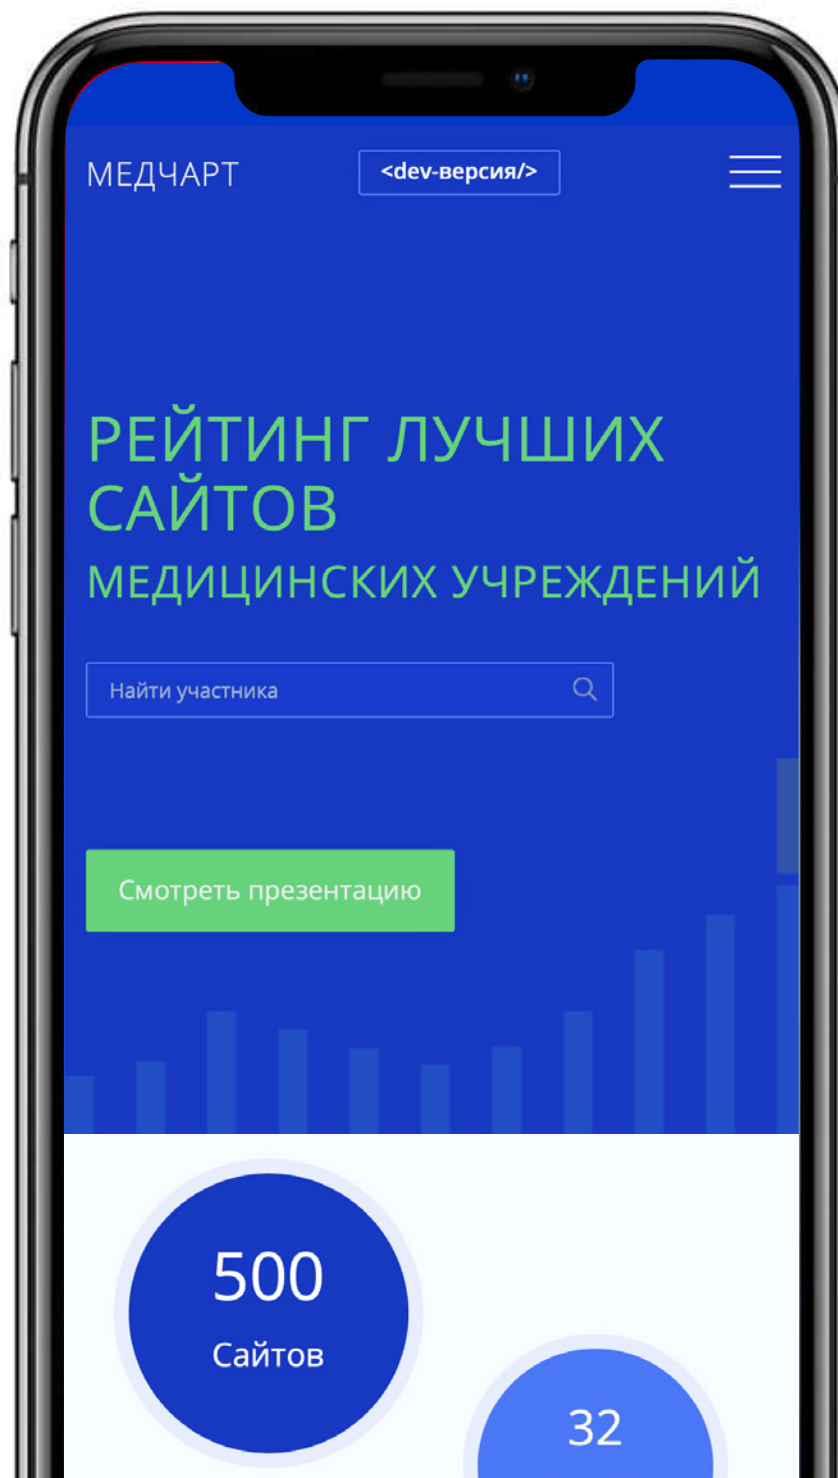 МЕДЧАРТ
<dev-версия/>
РЕЙТИНГ ЛУЧШИХ
САЙТОВ
МЕДИЦИНСКИХ УЧРЕЖДЕНИЙ
Найти участника
Смотреть презентацию
500
Сайтов
32